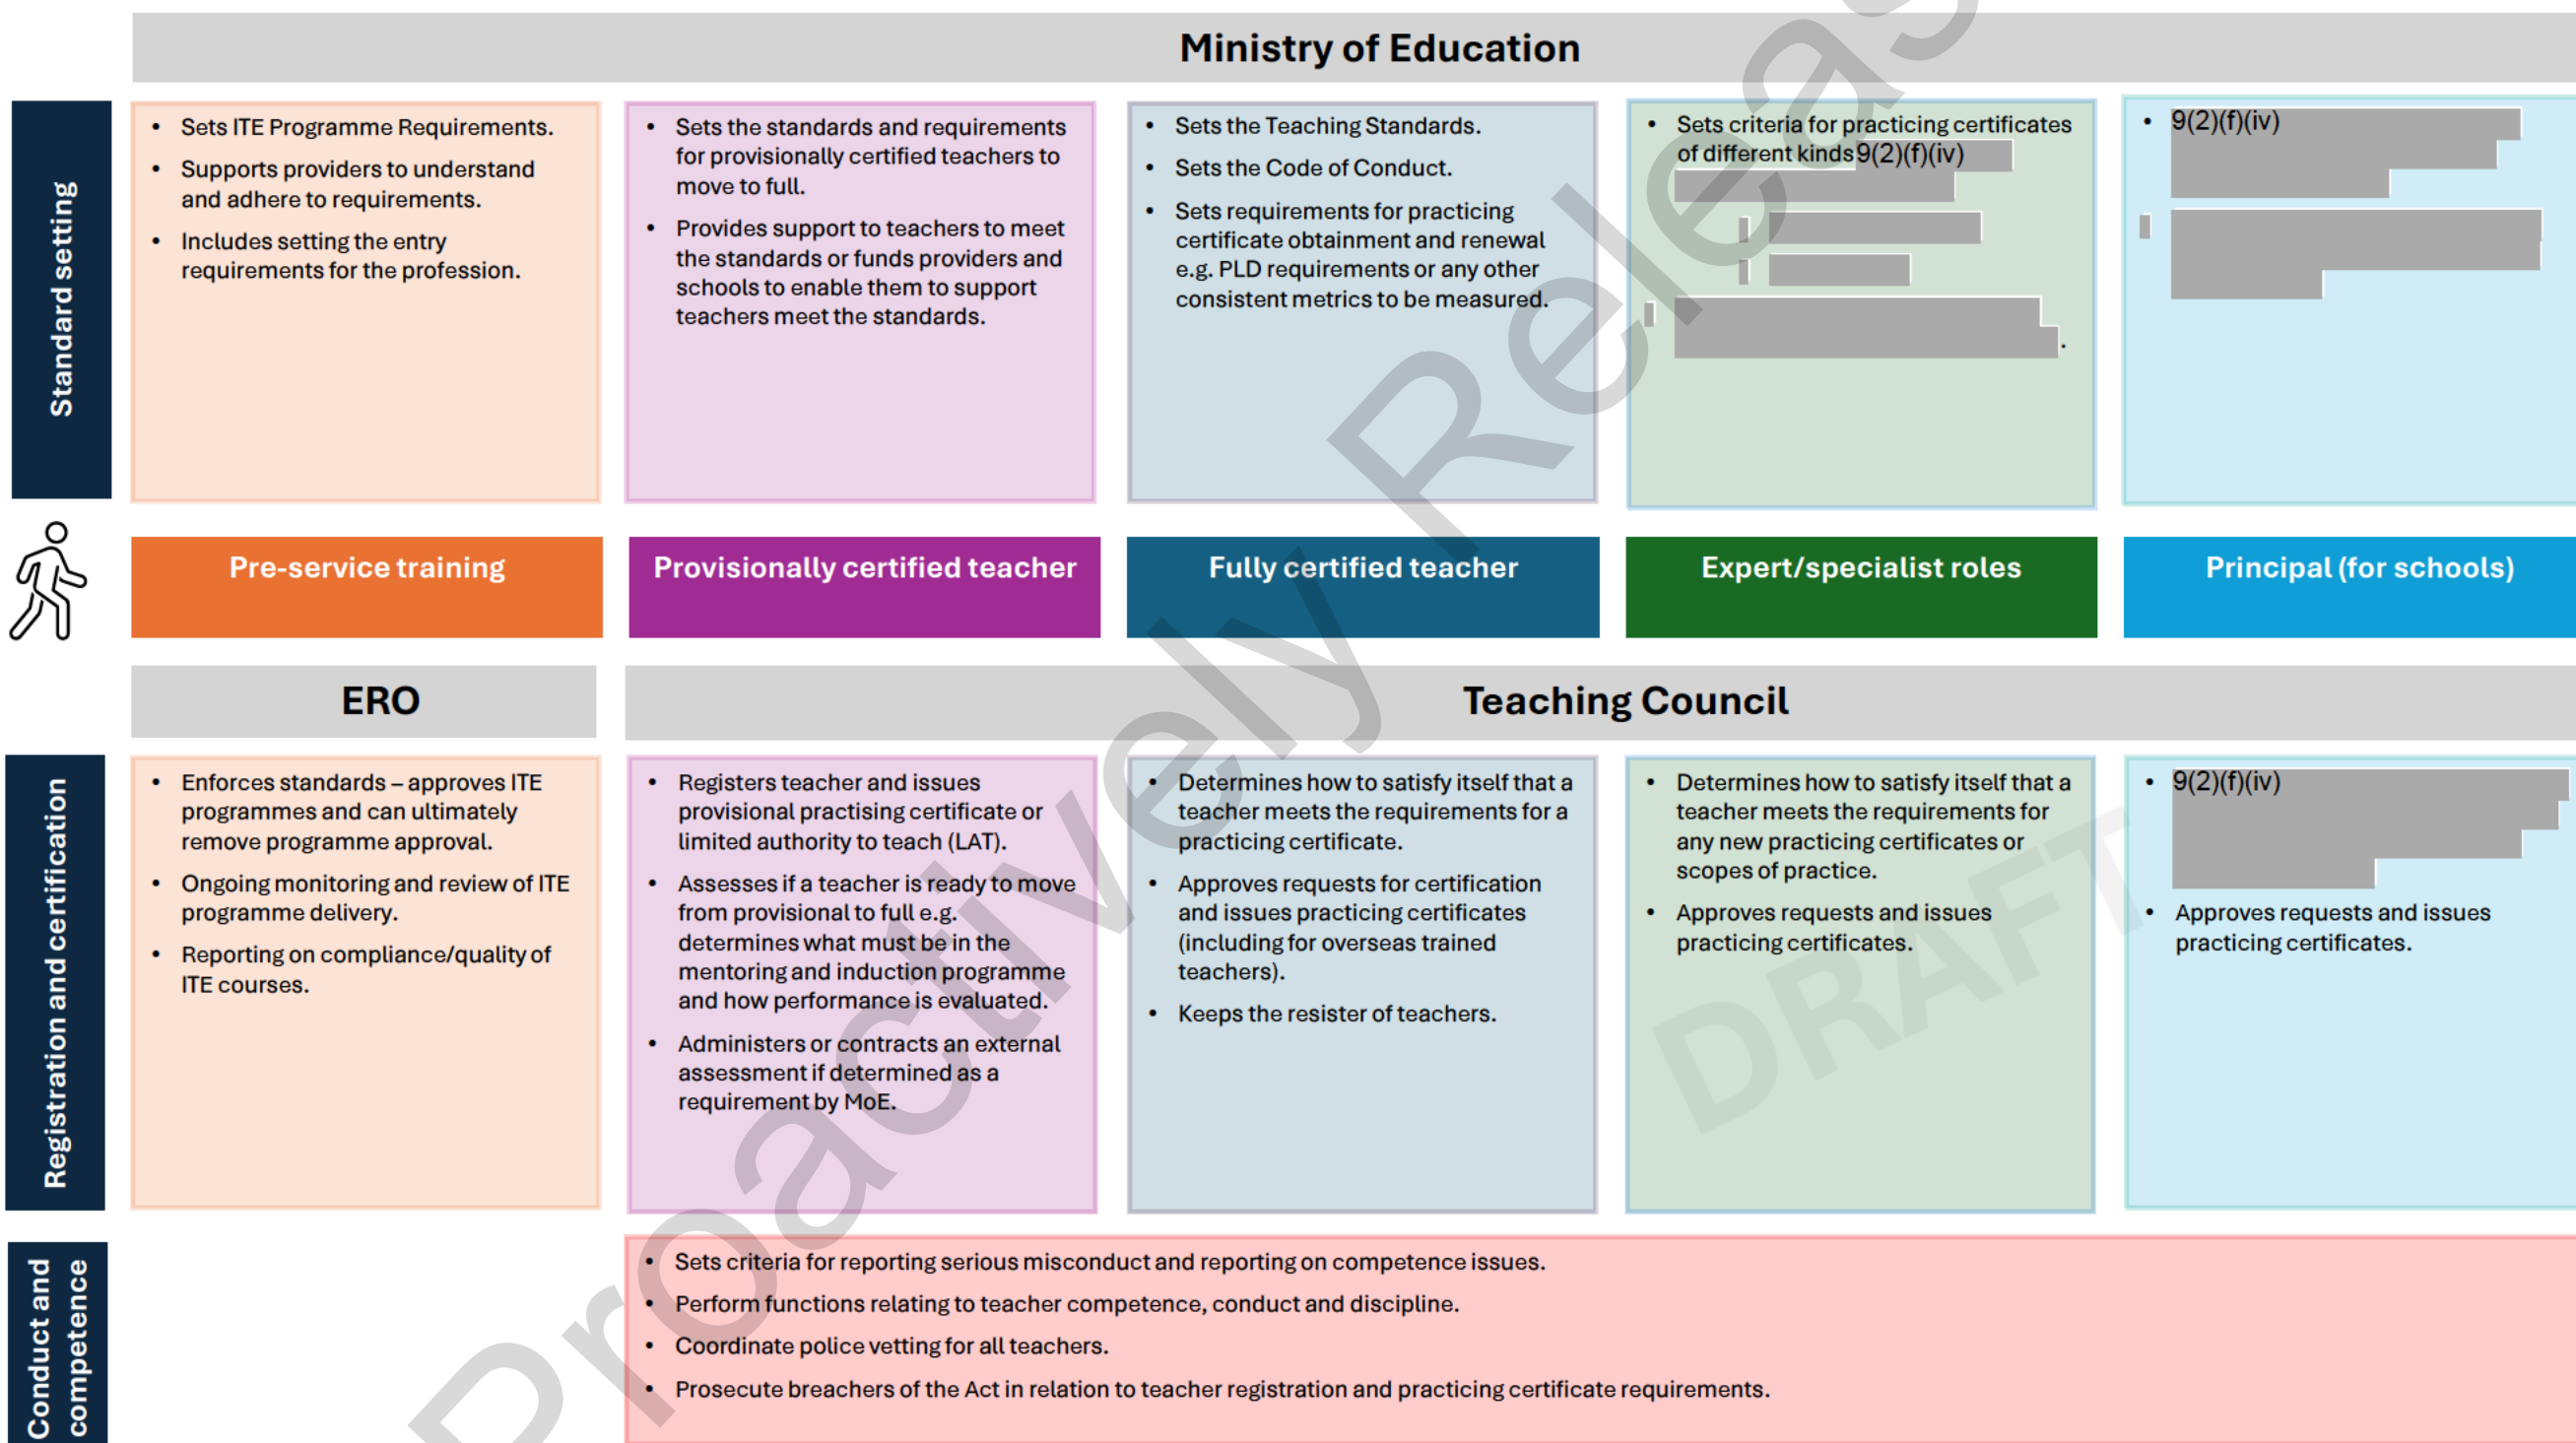 Ministry of Education
Standard setting
• Sets ITE Programme Requirements.
• Supports providers to understand
and adhere to requirements.
• Includes setting the entry
requirements for the profession.
• Sets the standards and requirements
for provisionally certified teachers to
move to full.
• Provides support to teachers to meet
the standards or funds providers and
schools to enable them to support
teachers meet the standards.
• Sets the Teaching Standards.
• Sets the Code of Conduct.
• Sets requirements for practicing
certificate obtainment and renewal
e.g. PLD requirements or any other
consistent metrics to be measured.
• Sets criteria for practicing certificates
of different kinds 9(2)(f)(iv)
.
• 9(2)(f)(iv)
Pre-service training
Provisionally certified teacher
Fully certified teacher
Expert/specialist roles
Principal (for schools)
ERO
Teaching Council
Registration and certification
• Enforces standards – approves ITE
programmes and can ultimately
remove programme approval.
• Ongoing monitoring and review of ITE
programme delivery.
• Reporting on compliance/quality of
ITE courses.
• Registers teacher and issues
provisional practising certificate or
limited authority to teach (LAT).
• Assesses if a teacher is ready to move
from provisional to full e.g.
determines what must be in the
mentoring and induction programme
and how performance is evaluated.
• Administers or contracts an external
assessment if determined as a
requirement by MoE.
• Determines how to satisfy itself that a
teacher meets the requirements for a
practicing certificate.
• Approves requests for certification
and issues practicing certificates
(including for overseas trained
teachers).
• Keeps the resister of teachers.
• Determines how to satisfy itself that a
teacher meets the requirements for
any new practicing certificates or
scopes of practice.
• Approves requests and issues
practicing certificates.
• 9(2)(f)(iv)
• Approves requests and issues
practicing certificates.
Conduct and
competence
• Sets criteria for reporting serious misconduct and reporting on competence issues.
• Perform functions relating to teacher competence, conduct and discipline.
• Coordinate police vetting for all teachers.
• Prosecute breachers of the Act in relation to teacher registration and practicing certificate requirements.
DRAFT
Proactively Releas